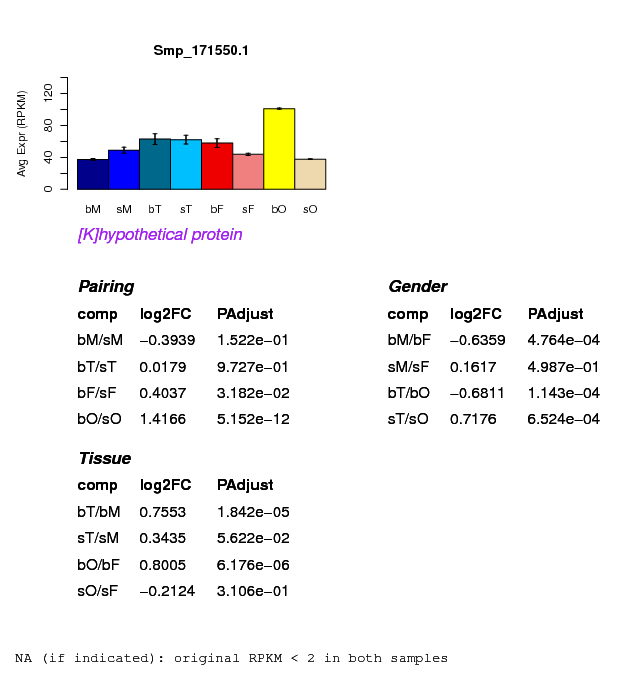 Smp_171550.1
Avg Expr (RPKM)
0 40 80 120
bM sM bT sT bF sF bO sO
[K]hypothetical protein
Pairing
comp log2FC PAdjust
bM/sM −0.3939 1.522e−01
bT/sT 0.0179 9.727e−01
bF/sF 0.4037 3.182e−02
bO/sO 1.4166 5.152e−12
Gender
comp log2FC PAdjust
bM/bF −0.6359 4.764e−04
sM/sF 0.1617 4.987e−01
bT/bO −0.6811 1.143e−04
sT/sO 0.7176 6.524e−04
Tissue
comp log2FC PAdjust
bT/bM 0.7553 1.842e−05
sT/sM 0.3435 5.622e−02
bO/bF 0.8005 6.176e−06
sO/sF −0.2124 3.106e−01
NA (if indicated): original RPKM < 2 in both samples